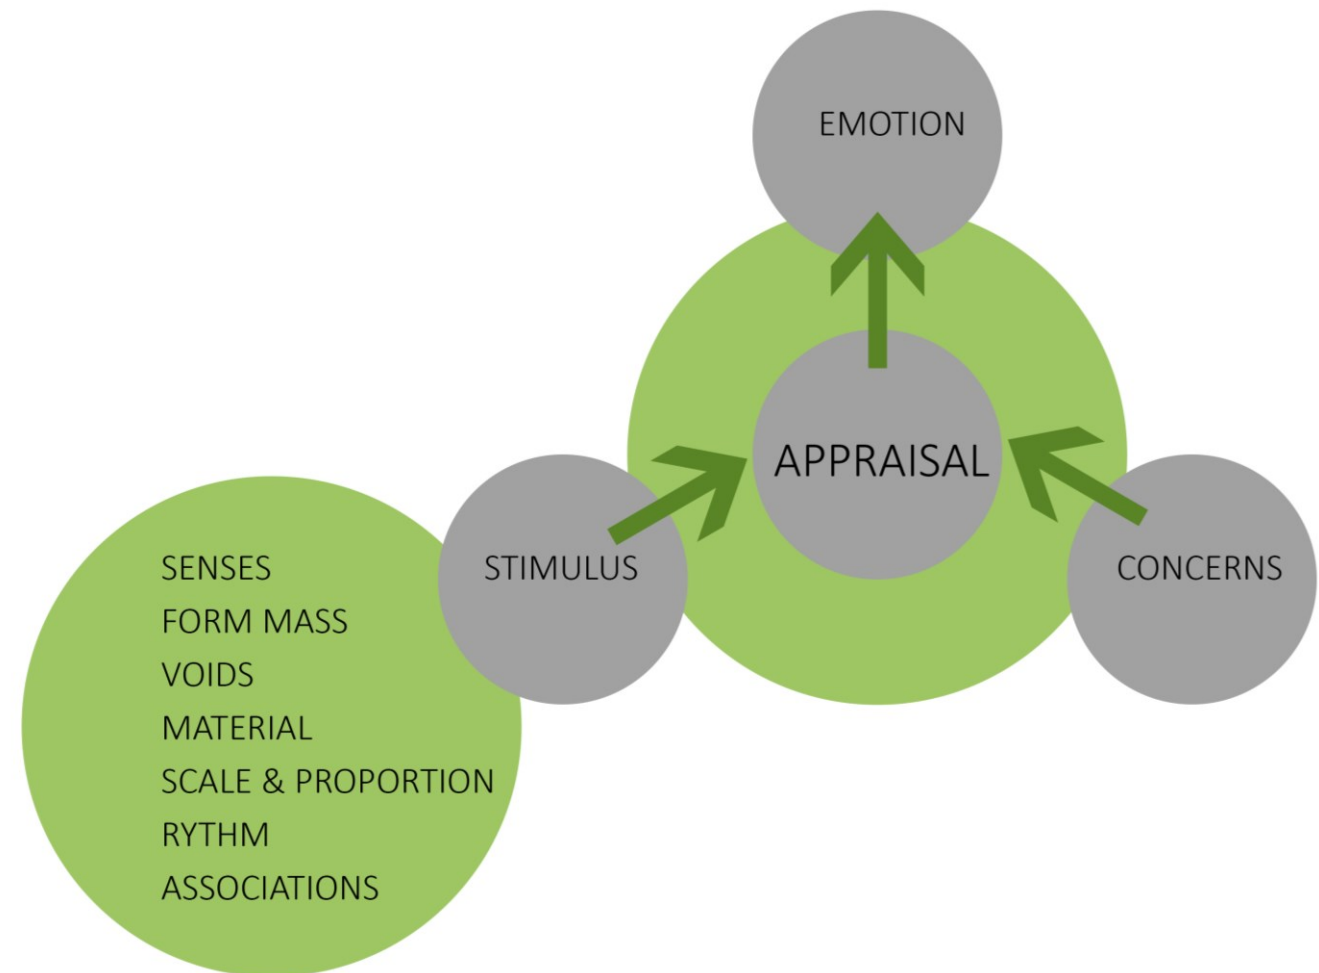 EMOTION
APPRAISAL
STIMULUS
CONCERNS
SENSES
FORM MASS
VOIDS
MATERIAL
SCALE & PROPORTION
RYTHM
ASSOCIATIONS